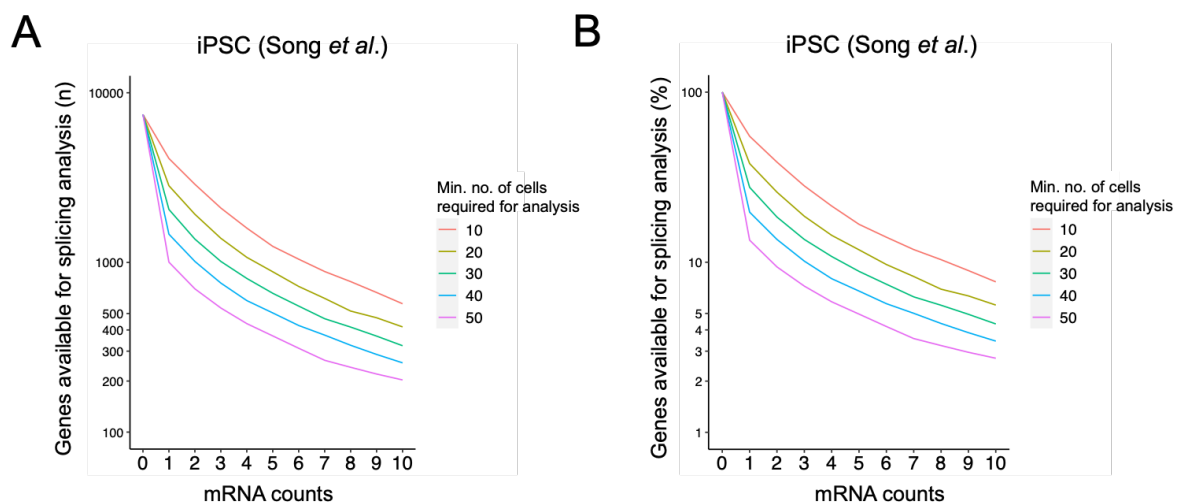 A
iPSC (Song et al.)
Genes available for splicing analysis (n)
10000
1000
500
400
300
200
100
0 1 2 3 4 5 6 7 8 9 10
mRNA counts
Min. no. of cells
required for analysis
10
20
30
40
50
B
iPSC (Song et al.)
Genes available for splicing analysis (%)
100
10
5
4
3
2
1
0 1 2 3 4 5 6 7 8 9 10
mRNA counts
Min. no. of cells
required for analysis
10
20
30
40
50